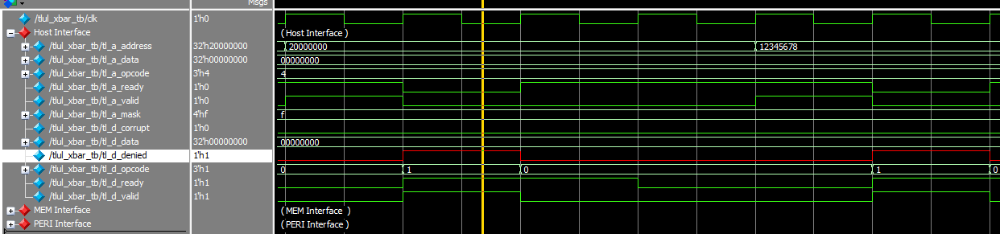 Msgs
/tlul_xbar_tb/clk 1'h0
Host Interface (Host Interface)
/tlul_xbar_tb/tl_a_address 32'h20000000 20000000 12345678
/tlul_xbar_tb/tl_a_data 32'h00000000 00000000
/tlul_xbar_tb/tl_a_opcode 3'h4 4
/tlul_xbar_tb/tl_a_ready 1'h0
/tlul_xbar_tb/tl_a_valid 1'h0
/tlul_xbar_tb/tl_a_mask 4'hf f
/tlul_xbar_tb/tl_d_corrupt 1'h0
/tlul_xbar_tb/tl_d_data 32'h00000000 00000000
/tlul_xbar_tb/tl_d_denied 1'h1
/tlul_xbar_tb/tl_d_opcode 3'h1 0 1 0 1 0
/tlul_xbar_tb/tl_d_ready 1'h1
/tlul_xbar_tb/tl_d_valid 1'h1
MEM Interface (MEM Interface )
PERI Interface (PERI Interface )